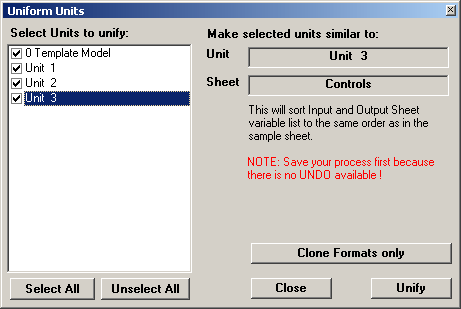 Uniform Units
Select Units to unify:
0 Template Model
Unit 1
Unit 2
Unit 3
Select All
Unselect All
Make selected units similar to:
Unit
Unit 3
Sheet
Controls
This will sort Input and Output Sheet
variable list to the same order as in the
sample sheet.
NOTE: Save your process first because
there is no UNDO available !
Clone Formats only
Close
Unify